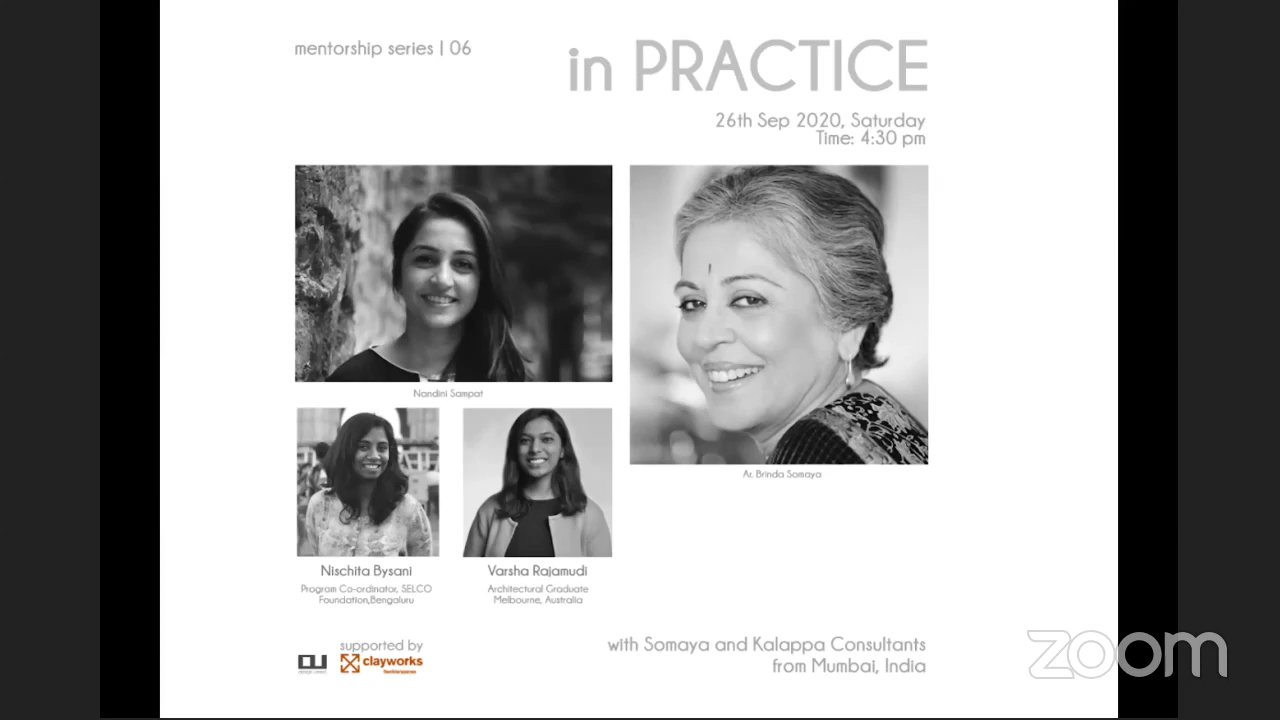 mentorship series | 06
in PRACTICE
26th Sep 2020, Saturday
Time: 4:30 pm
Nandini Sampat
Ar. Brinda Somaya
Nischita Bysani
Program Co-ordinator, SELCO
Foundation,Bengaluru
Varsha Rajamudi
Architectural Graduate
Melbourne, Australia
supported by
clayworks
with Somaya and Kalappa Consultants
from Mumbai, India
zoom